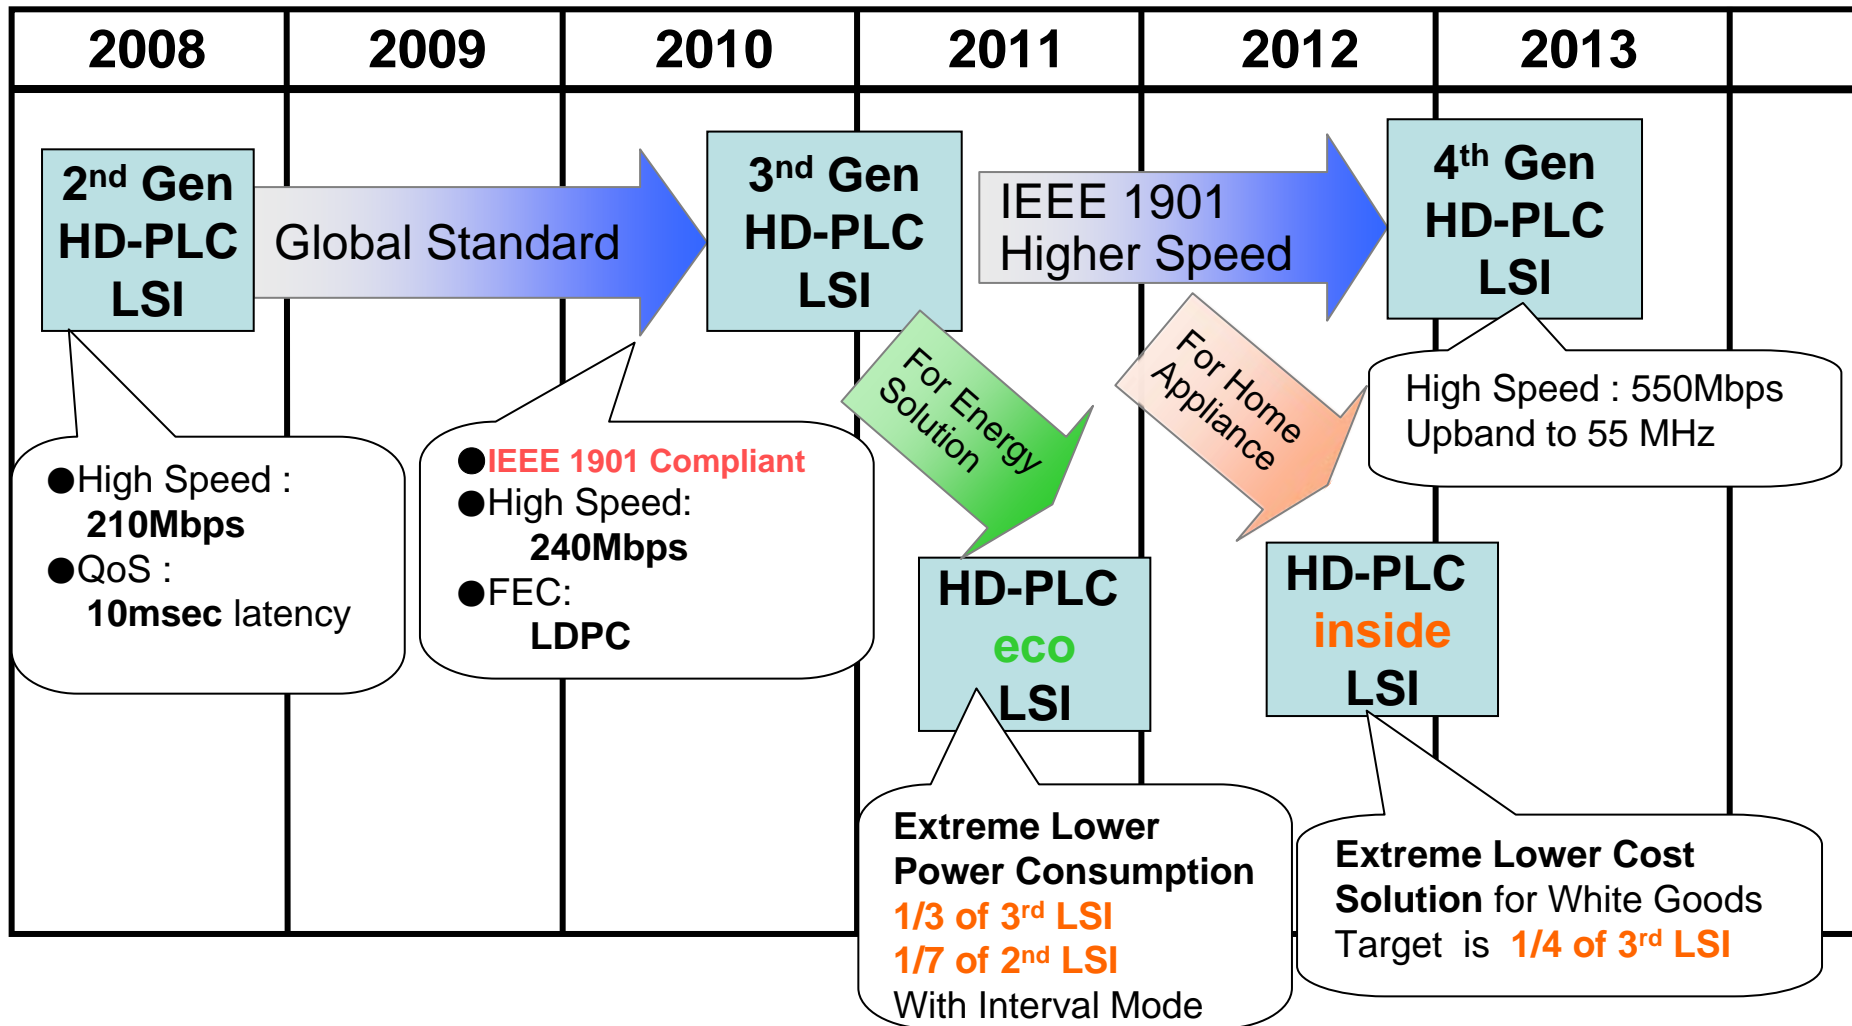 2008 2009 2010 2011 2012 2013
2nd Gen
HD-PLC
LSI
Global Standard
3nd Gen
HD-PLC
LSI
IEEE 1901
Higher Speed
4th Gen
HD-PLC
LSI
For Energy
Solution
For Home
Appliance
High Speed : 550Mbps
Upband to 55 MHz
●High Speed :
210Mbps
●QoS :
10msec latency
●IEEE 1901 Compliant
●High Speed:
240Mbps
●FEC:
LDPC
HD-PLC
eco
LSI
HD-PLC
inside
LSI
Extreme Lower
Power Consumption
1/3 of 3rd LSI
1/7 of 2nd LSI
With Interval Mode
Extreme Lower Cost
Solution for White Goods
Target is 1/4 of 3rd LSI